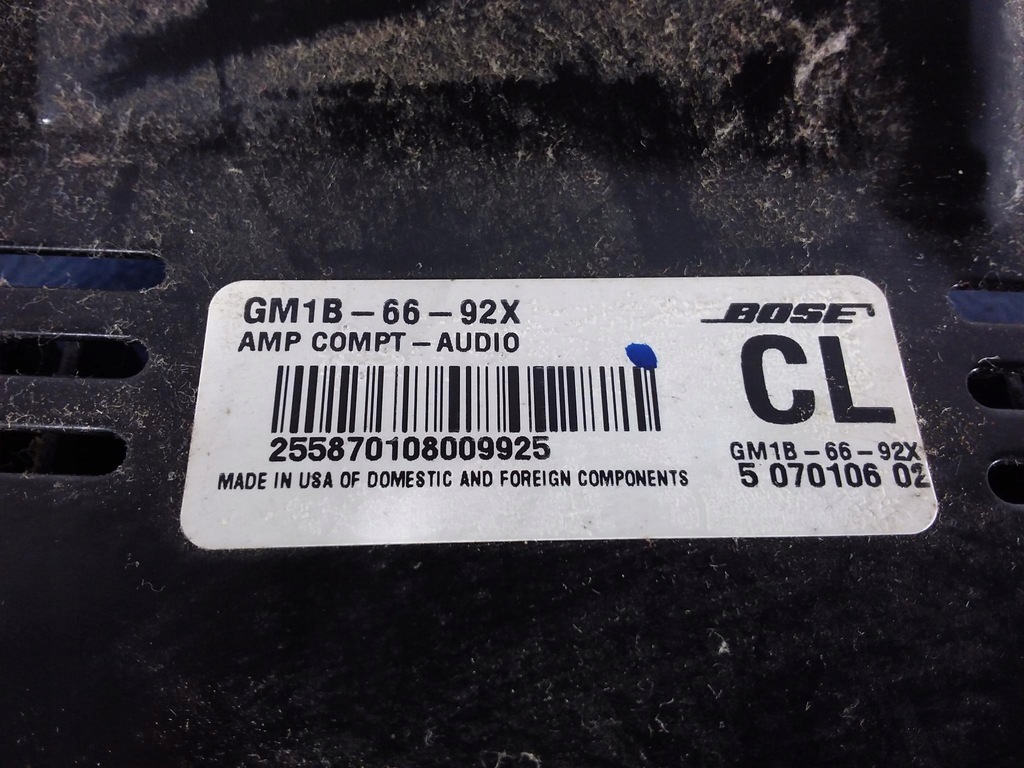 GM1B-66-92X
AMP COMPT-AUDIO
255870108009925
MADE IN USA OF DOMESTIC AND FOREIGN COMPONENTS
BOSE
CL
GM1B-66-92X
5 070106 02